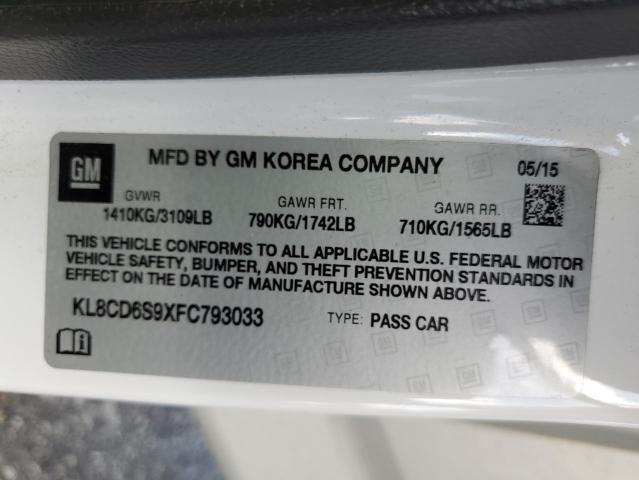 GM MFD BY GM KOREA COMPANY 05/15
GVWR GAWR FRT. GAWR RR.
1410KG/3109LB 790KG/1742LB 710KG/1565LB
THIS VEHICLE CONFORMS TO ALL APPLICABLE U.S. FEDERAL MOTOR
VEHICLE SAFETY, BUMPER, AND THEFT PREVENTION STANDARDS IN
EFFECT ON THE DATE OF MANUFACTURE SHOWN ABOVE.
KL8CD6S9XFC793033 TYPE: PASS CAR